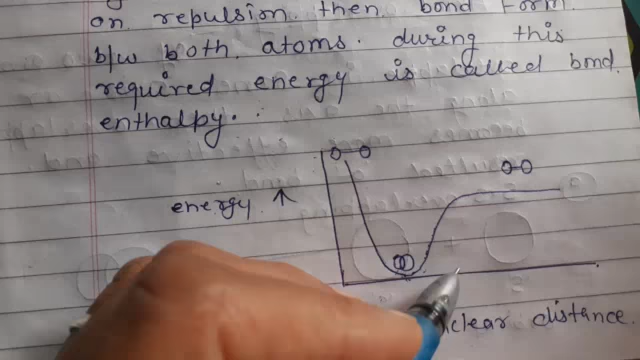 on repulsion. then bond form.
b/w both atoms. during this
required energy is called bond.
enthalpy.
energy ↑
clear distance.